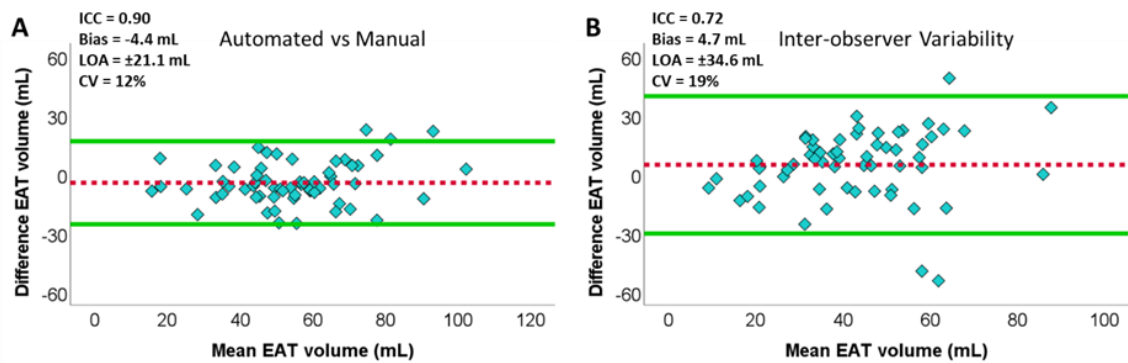 A
ICC = 0.90
Bias = -4.4 mL
LOA = ±21.1 mL
CV = 12%
Automated vs Manual
Difference EAT volume (mL)
60
30
0
-30
-60
0 20 40 60 80 100 120
Mean EAT volume (mL)
B
ICC = 0.72
Bias = 4.7 mL
LOA = ±34.6 mL
CV = 19%
Inter-observer Variability
Difference EAT volume (mL)
60
30
0
-30
-60
0 20 40 60 80 100
Mean EAT volume (mL)